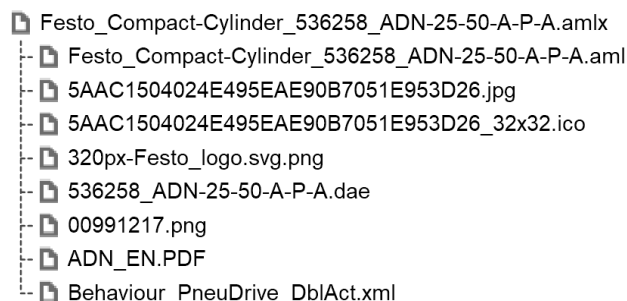 Festo_Compact-Cylinder_536258_ADN-25-50-A-P-A.amlx
Festo_Compact-Cylinder_536258_ADN-25-50-A-P-A.aml
5AAC1504024E495EAE90B7051E953D26.jpg
5AAC1504024E495EAE90B7051E953D26_32x32.ico
320px-Festo_logo.svg.png
536258_ADN-25-50-A-P-A.dae
00991217.png
ADN_EN.PDF
Behaviour_PneuDrive_DblAct.xml